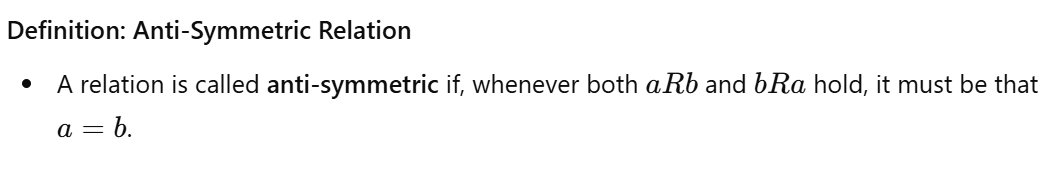 Definition: Anti-Symmetric Relation
• A relation is called anti-symmetric if, whenever both aRb and bRa hold, it must be that
a = b.